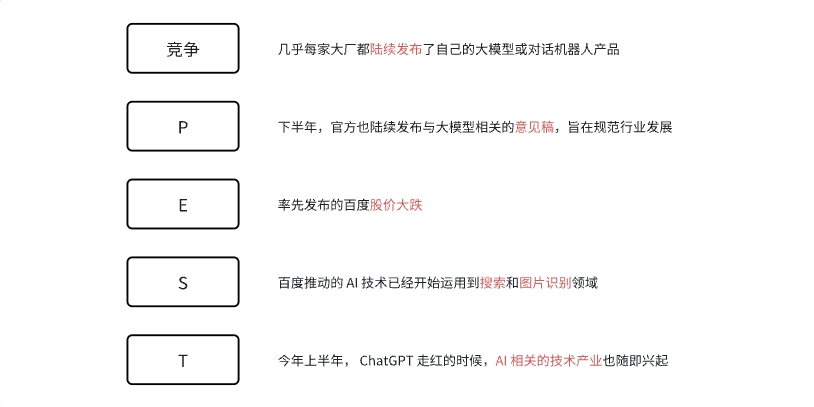 竞争
几乎每家大厂都陆续发布了自己的大模型或对话机器人产品
P
下半年，官方也陆续发布与大模型相关的意见稿，旨在规范行业发展
E
率先发布的百度股价大跌
S
百度推动的 AI 技术已经开始运用到搜索和图片识别领域
T
今年上半年， ChatGPT 走红的时候，AI 相关的技术产业也随即兴起